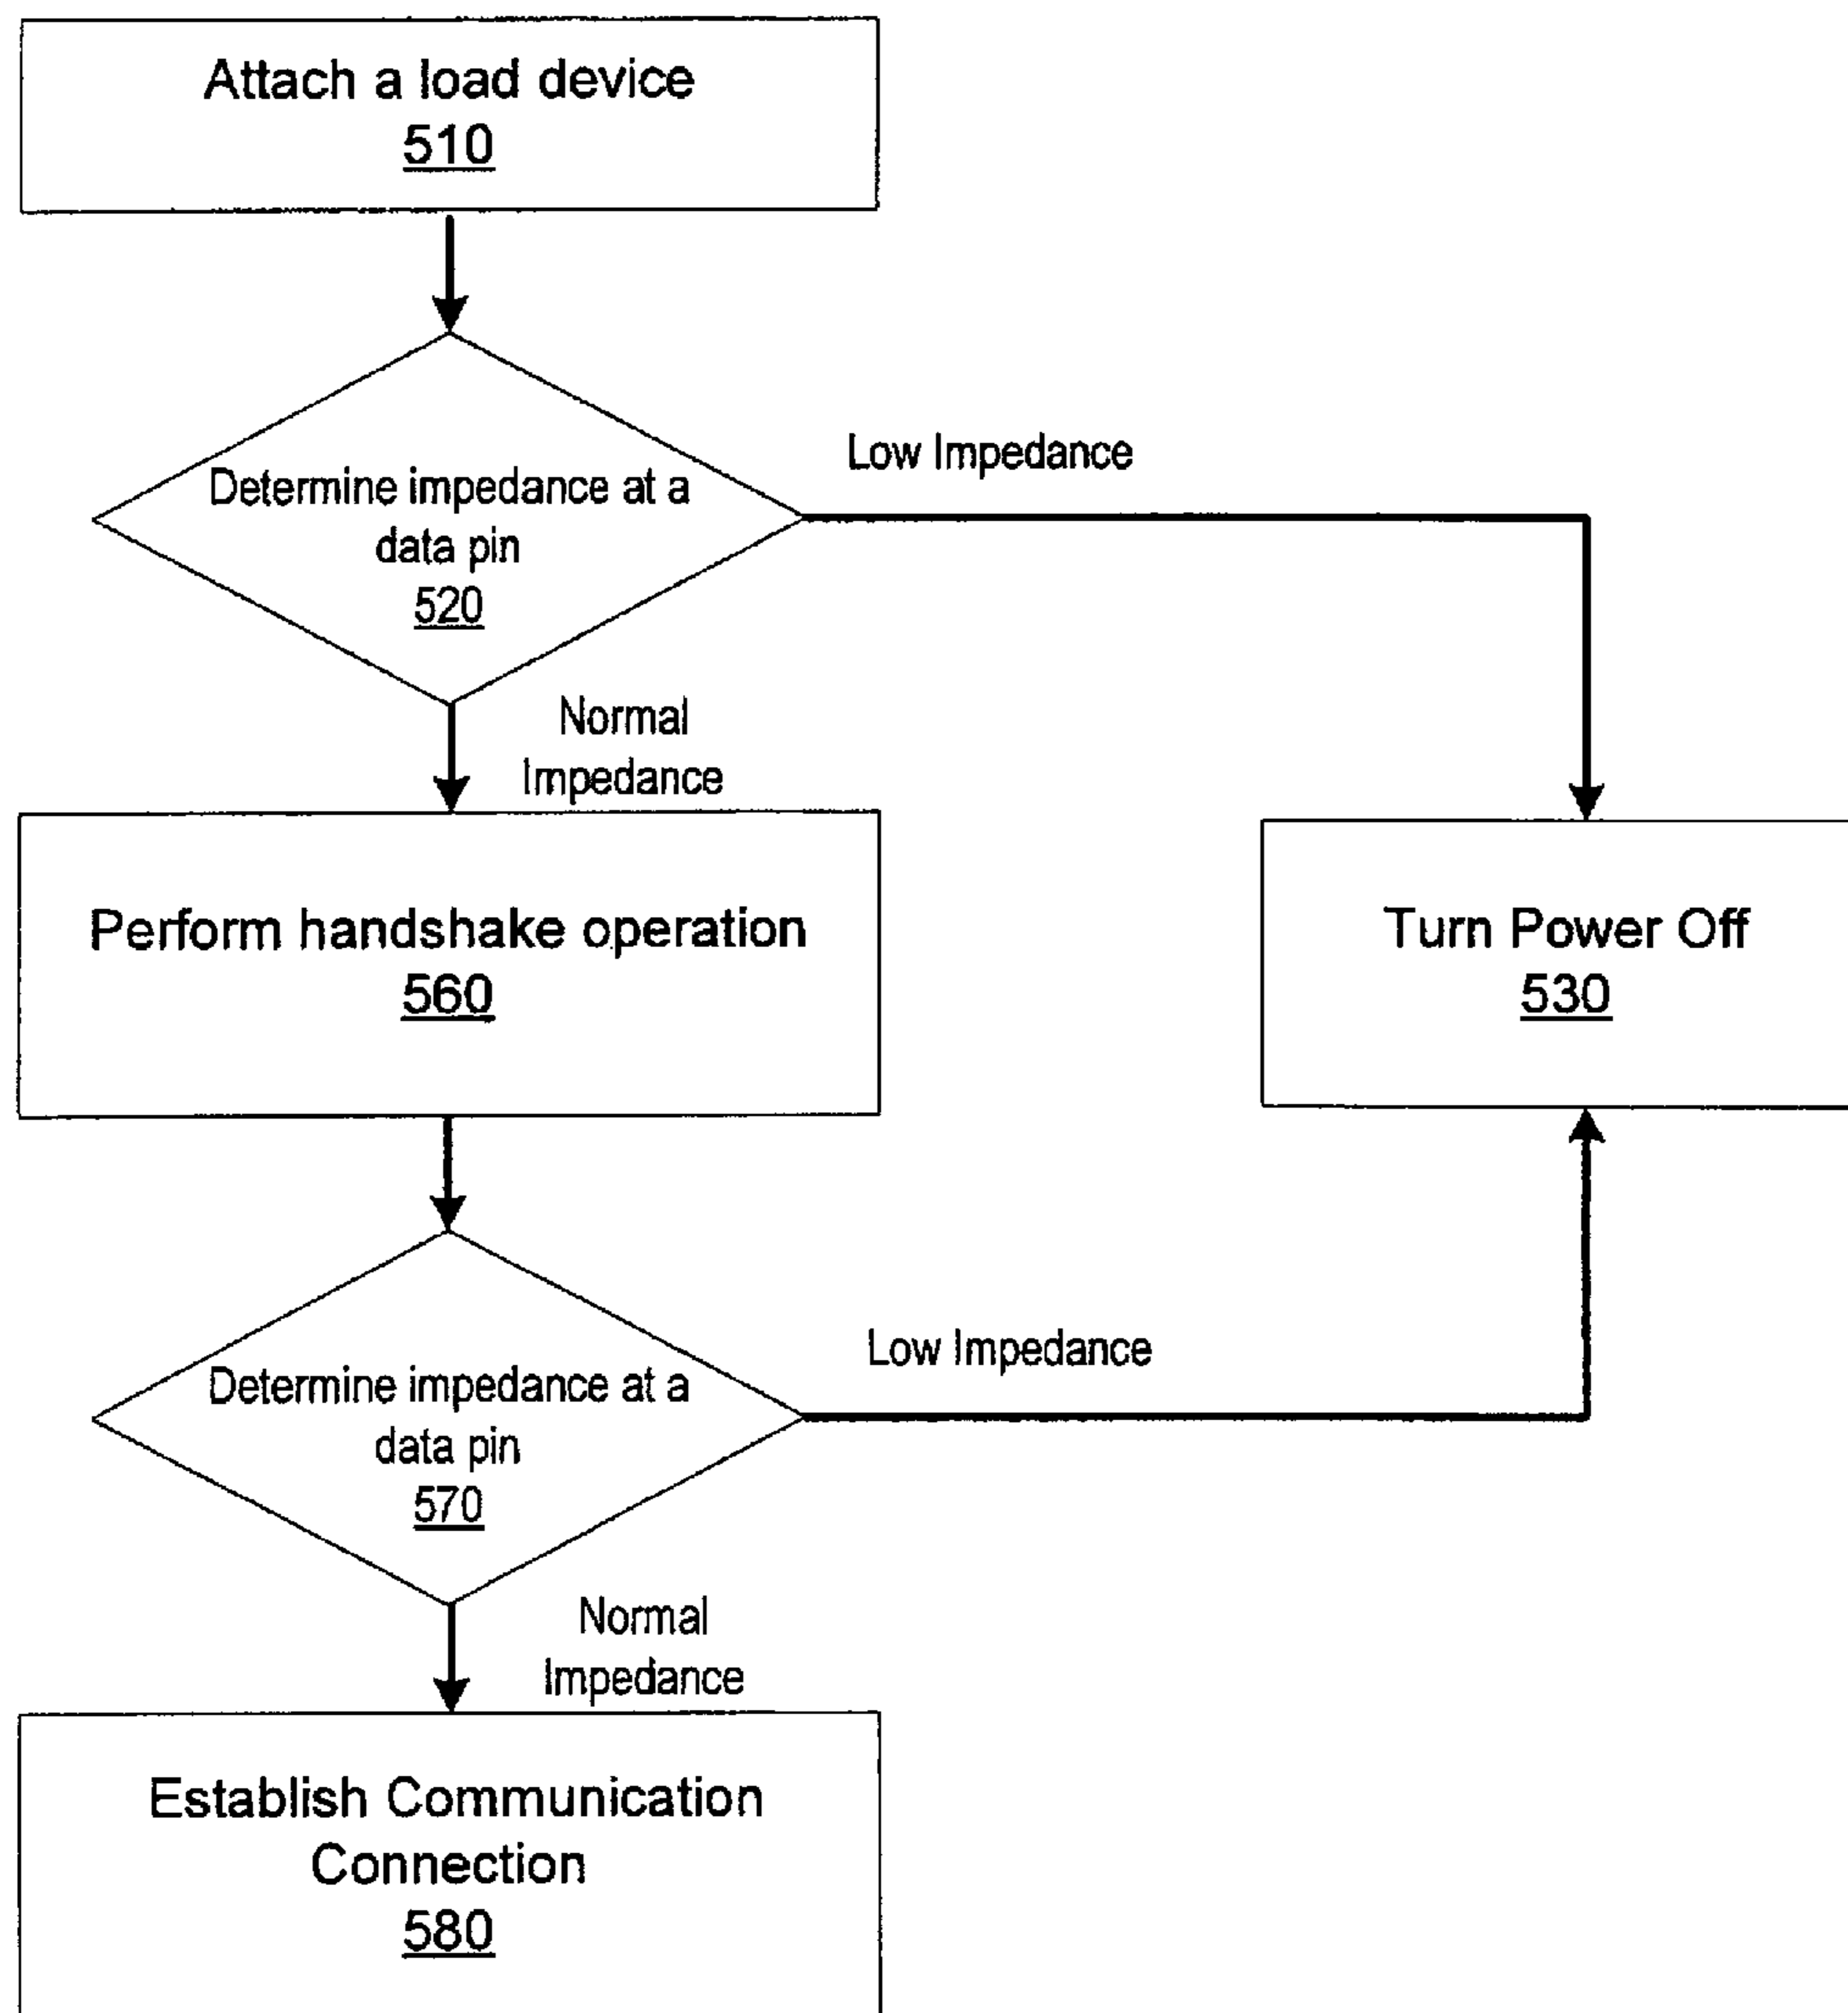 Attach a load device
510
Determine impedance at a
data pin
520
Low Impedance
Normal
Impedance
Perform handshake operation
560
Turn Power Off
530
Determine impedance at a
data pin
570
Low Impedance
Normal
Impedance
Establish Communication
Connection
580